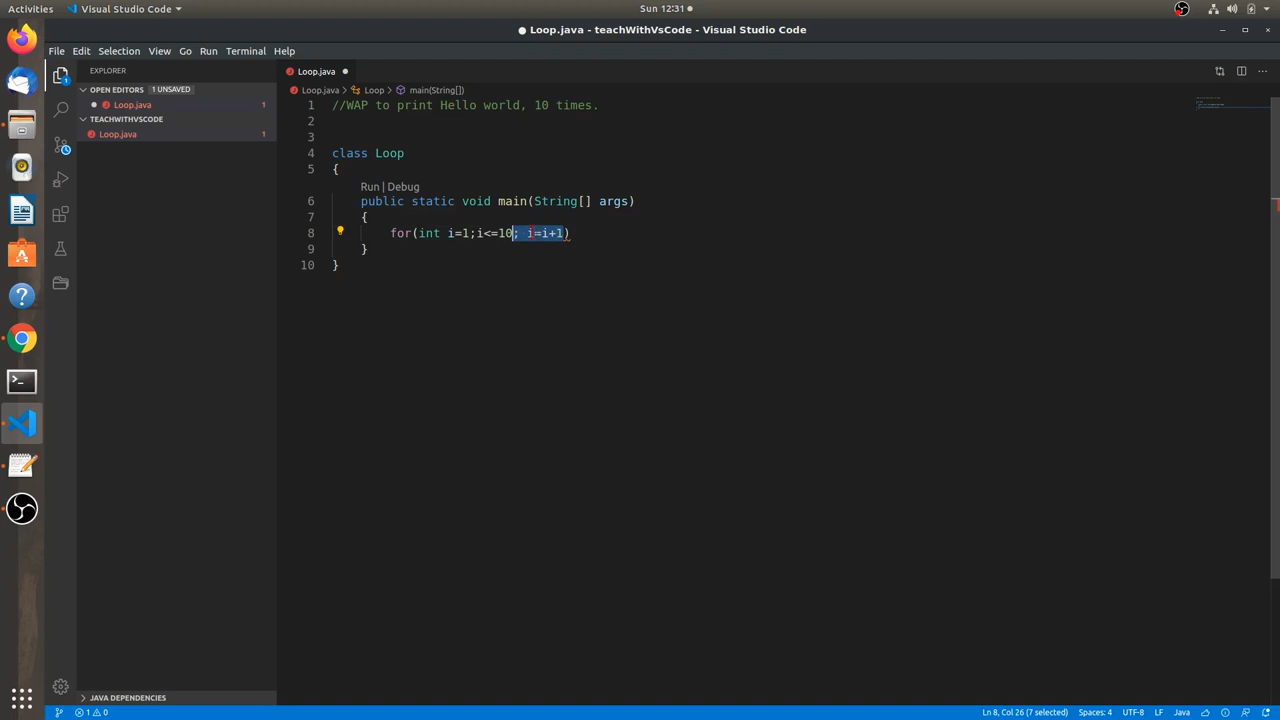 Activities
Visual Studio Code
Sun 12:31
Loop.java - teachWithVsCode - Visual Studio Code
File Edit Selection View Go Run Terminal Help
EXPLORER
OPEN EDITORS 1 UNSAVED
Loop.java 1
TEACHWITHVSCODE
Loop.java 1
JAVA DEPENDENCIES
Loop.java
Loop.java > Loop > main(String[])
1 //WAP to print Hello world, 10 times.
2
3
4 class Loop
5 {
Run | Debug
6 public static void main(String[] args)
7 {
8 for(int i=1;i<=10; i=i+1)
9 }
10 }
1 0
Ln 8, Col 26 (7 selected) Spaces: 4 UTF-8 LF Java